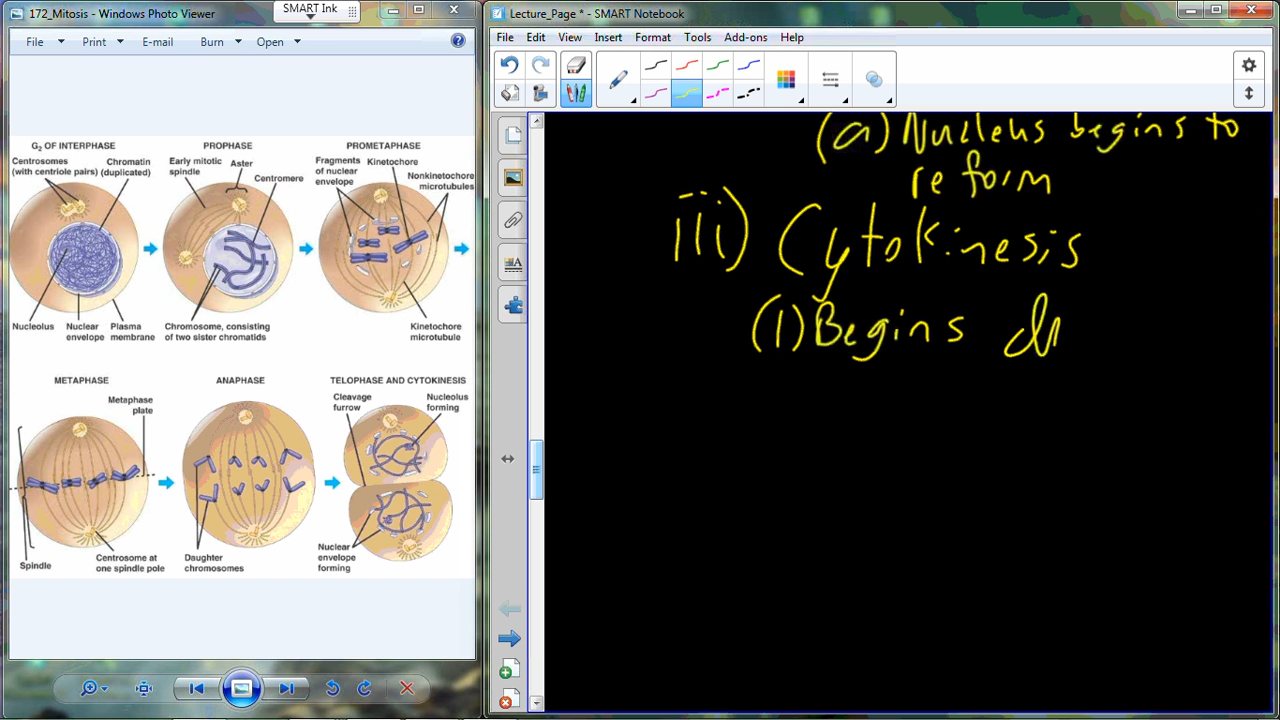 172_Mitosis - Windows Photo Viewer
SMART Ink
File Print E-mail Burn Open
G2 OF INTERPHASE
PROPHASE
PROMETAPHASE
Centrosomes
(with centriole pairs)
Chromatin
(duplicated)
Early mitotic
spindle
Aster
Centromere
Fragments
of nuclear
envelope
Kinetochore
Nonkinetochore
microtubules
Nucleolus
Nuclear
envelope
Plasma
membrane
Chromosome, consisting
of two sister chromatids
Kinetochore
microtubule
METAPHASE
ANAPHASE
TELOPHASE AND CYTOKINESIS
Metaphase
plate
Cleavage
furrow
Nucleolus
forming
Spindle
Centrosome at
one spindle pole
Daughter
chromosomes
Nuclear
envelope
forming
Lecture_Page * - SMART Notebook
File Edit View Insert Format Tools Add-ons Help
(a) Nucleus begins to
reform
iii) Cytokinesis
(1) Begins